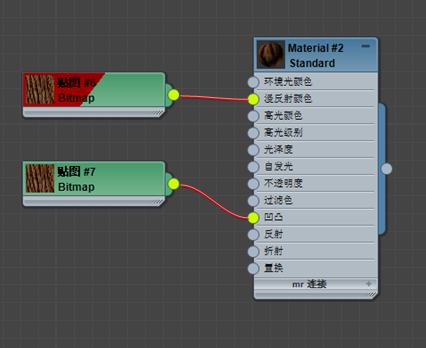 贴图 #6
Bitmap
贴图 #7
Bitmap
Material #2
Standard
环境光颜色
漫反射颜色
高光颜色
高光级别
光泽度
自发光
不透明度
过滤色
凹凸
反射
折射
置换
mr 连接